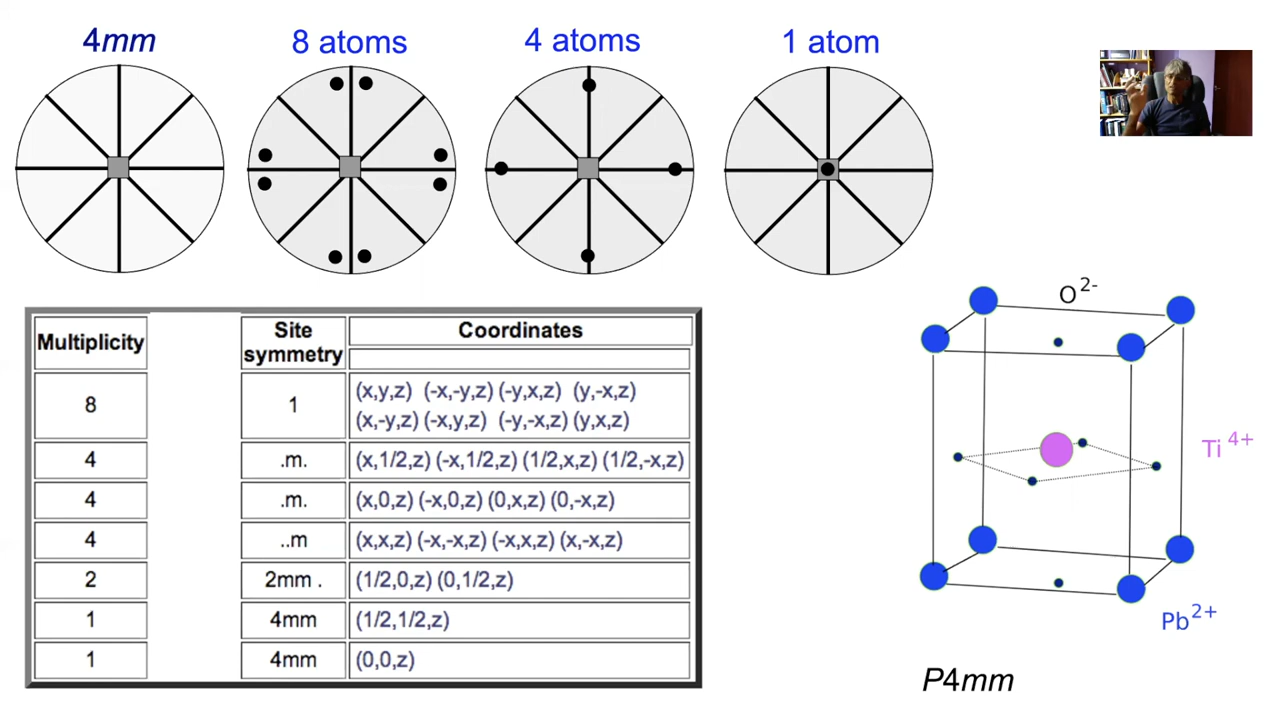 4mm
8 atoms
4 atoms
1 atom
Multiplicity
Site symmetry
Coordinates
8
1
(x,y,z) (-x,-y,z) (-y,x,z) (y,-x,z)
(x,-y,z) (-x,y,z) (-y,-x,z) (y,x,z)
4
.m.
(x,1/2,z) (-x,1/2,z) (1/2,x,z) (1/2,-x,z)
4
.m.
(x,0,z) (-x,0,z) (0,x,z) (0,-x,z)
4
..m
(x,x,z) (-x,-x,z) (-x,x,z) (x,-x,z)
2
2mm .
(1/2,0,z) (0,1/2,z)
1
4mm
(1/2,1/2,z)
1
4mm
(0,0,z)
O2-
Ti4+
Pb2+
P4mm